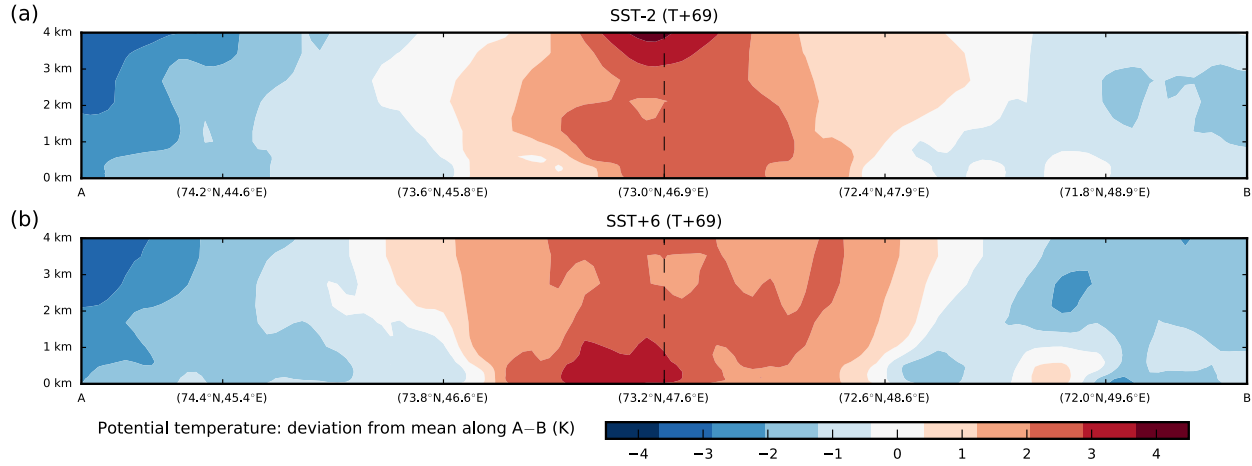 (a)
SST-2 (T+69)
4 km
3 km
2 km
1 km
0 km
A (74.2°N,44.6°E) (73.6°N,45.8°E) (73.0°N,46.9°E) (72.4°N,47.9°E) (71.8°N,48.9°E) B
(b)
SST+6 (T+69)
4 km
3 km
2 km
1 km
0 km
A (74.4°N,45.4°E) (73.8°N,46.6°E) (73.2°N,47.6°E) (72.6°N,48.6°E) (72.0°N,49.6°E) B
Potential temperature: deviation from mean along A−B (K)
−4 −3 −2 −1 0 1 2 3 4